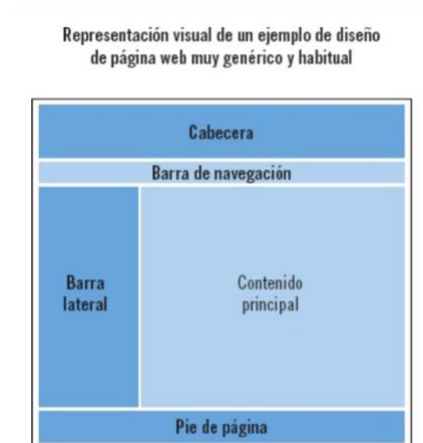 Representación visual de un ejemplo de diseño
de página web muy genérico y habitual
Cabecera
Barra de navegación
Barra
lateral
Contenido
principal
Pie de página